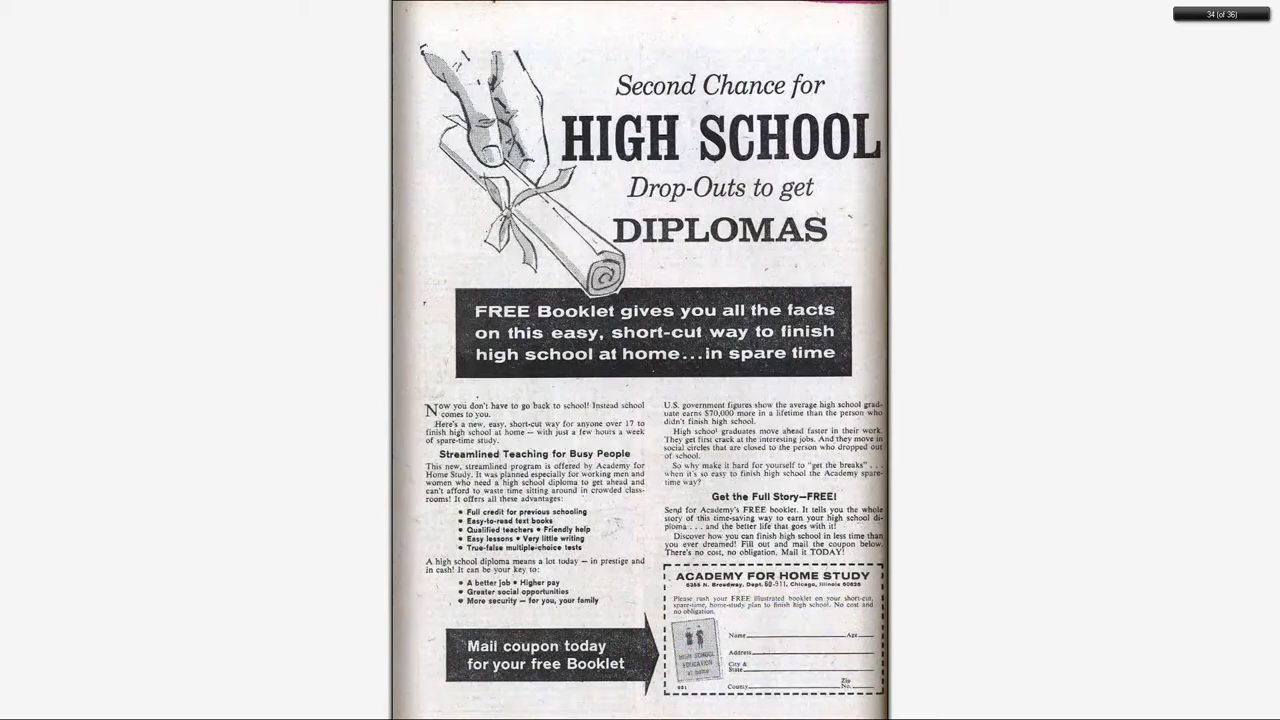 34 (of 36)
Second Chance for
HIGH SCHOOL
Drop-Outs to get
DIPLOMAS
FREE Booklet gives you all the facts
on this easy, short-cut way to finish
high school at home...in spare time
Now you don't have to go back to school! Instead school
comes to you.
Here's a new, easy, short-cut way for anyone over 17 to
finish high school at home — with just a few hours a week
of spare-time study.
Streamlined Teaching for Busy People
This new, streamlined program is offered by Academy for
Home Study. It was planned especially for working men and
women who need a high school diploma to get ahead and
can't afford to waste time sitting around in crowded class-
rooms! It offers all these advantages:
• Full credit for previous schooling
• Easy-to-read text books
• Qualified teachers • Friendly help
• Easy lessons • Very little writing
• True-false multiple-choice tests
A high school diploma means a lot today — in prestige and
in cash! It can be your key to:
• A better job • Higher pay
• Greater social opportunities
• More security — for you, your family
Mail coupon today
for your free Booklet
U.S. government figures show the average high school grad-
uate earns $70,000 more in a lifetime than the person who
didn't finish high school.
High school graduates move ahead faster in their work.
They get first crack at the interesting jobs. And they move in
social circles that are closed to the person who dropped out
of school.
So why make it hard for yourself to "get the breaks" . . .
when it's so easy to finish high school the Academy spare-
time way?
Get the Full Story—FREE!
Send for Academy's FREE booklet. It tells you the whole
story of this time-saving way to earn your high school di-
ploma . . . and the better life that goes with it!
Discover how you can finish high school in less time than
you ever dreamed! Fill out and mail the coupon below.
There's no cost, no obligation. Mail it TODAY!
ACADEMY FOR HOME STUDY
N. Broadway, Dept. Chicago, Illinois
Please rush your FREE illustrated booklet on your short-cut,
spare-time, home-study plan to finish high school. No cost and
no obligation.
HIGH SCHOOL
EDUCATION
at home
Name Age
Address
City &
State
County Zip No.